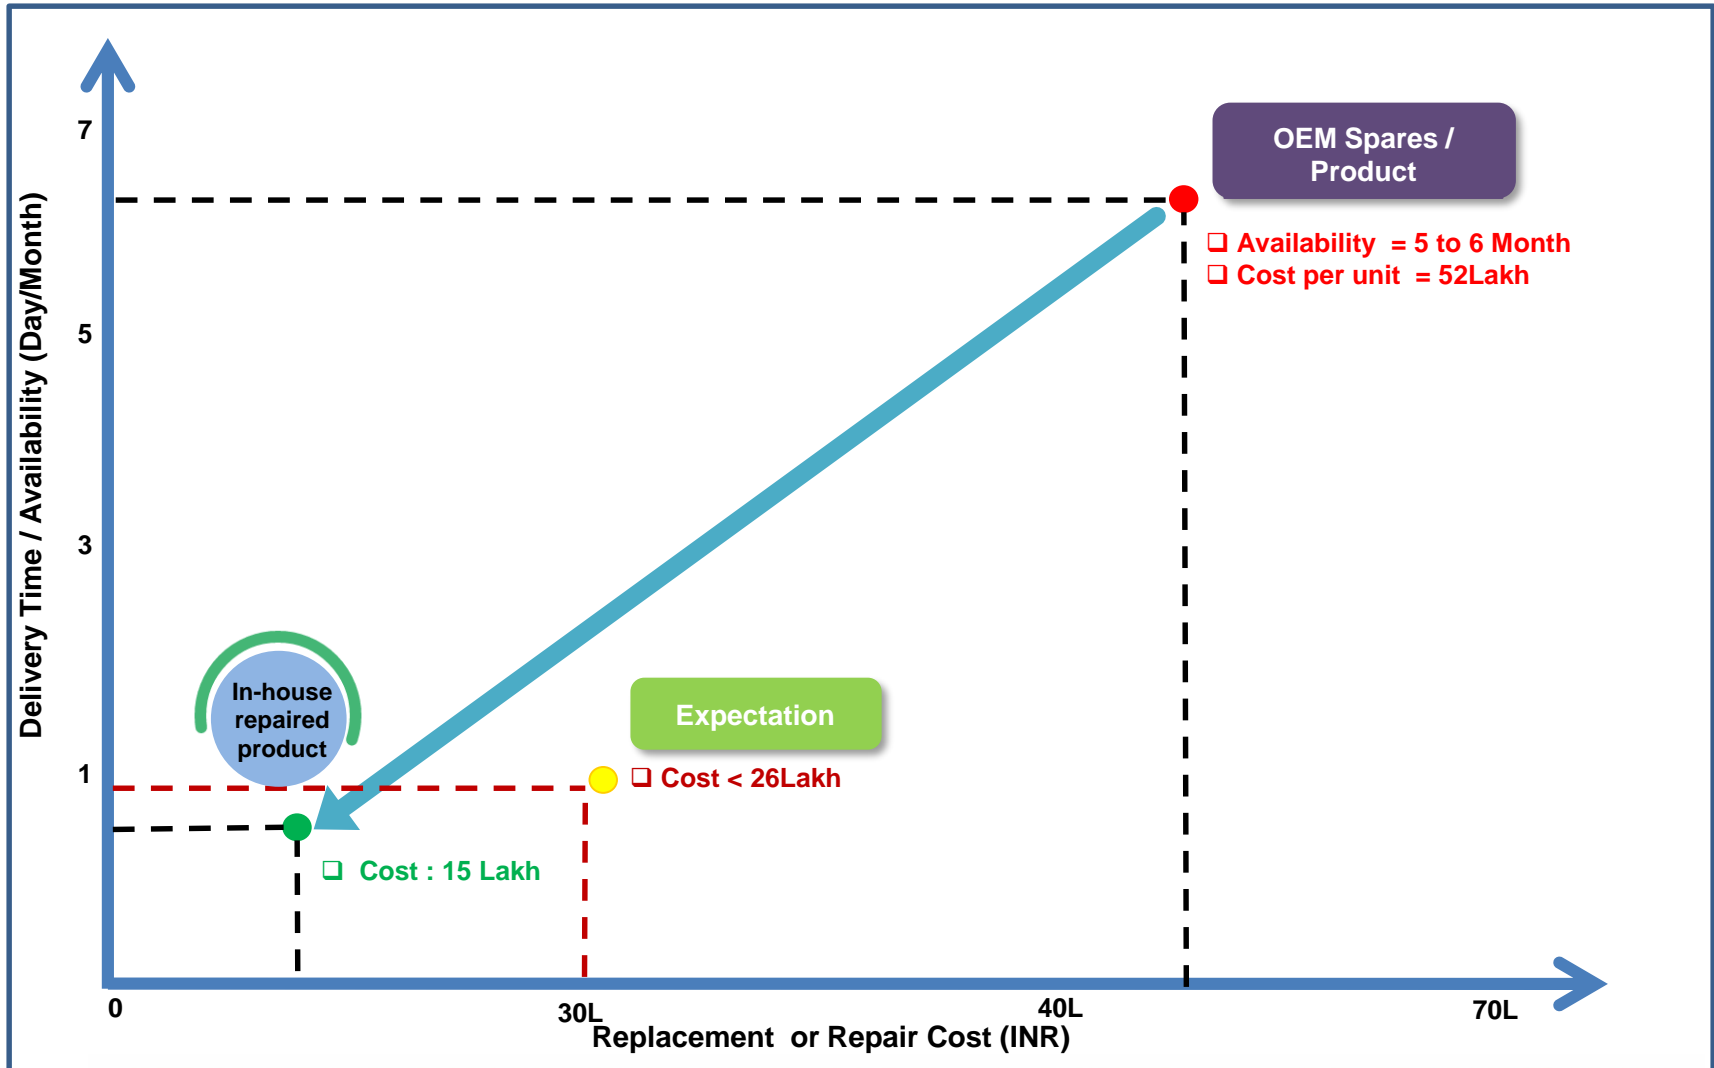 7
OEM Spares /
Product
❑ Availability = 5 to 6 Month
❑ Cost per unit = 52Lakh
5
Delivery Time / Availability (Day/Month)
3
In-house
repaired
product
Expectation
1
❑ Cost < 26Lakh
❑ Cost : 15 Lakh
0
30L
40L
70L
Replacement or Repair Cost (INR)